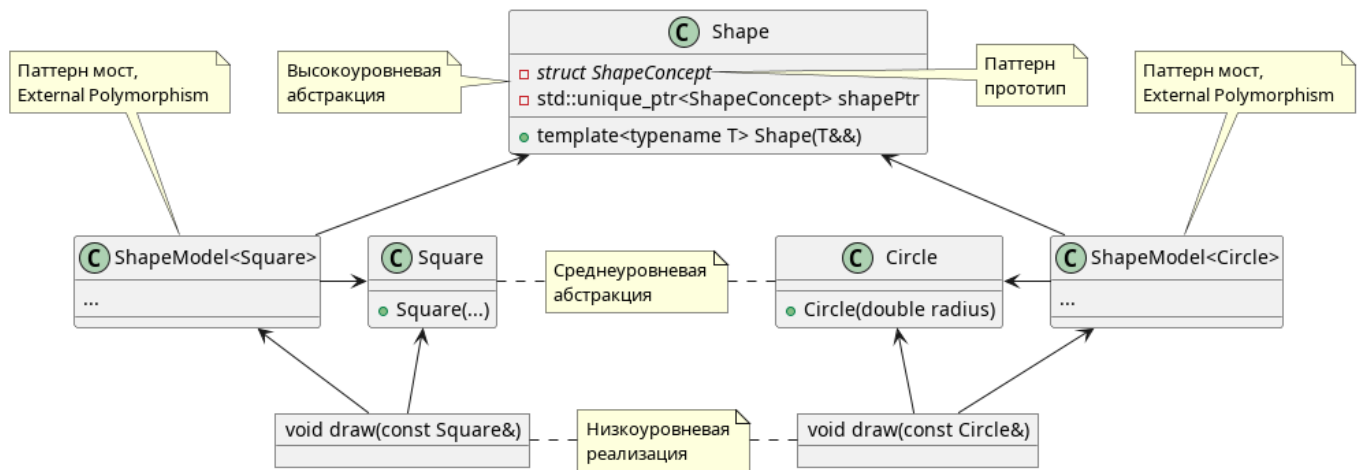 C Shape
Паттерн мост,
External Polymorphism
Высокоуровневая
абстракция
struct ShapeConcept
std::unique_ptr<ShapeConcept> shapePtr
template<typename T> Shape(T&&)
Паттерн
прототип
Паттерн мост,
External Polymorphism
C ShapeModel<Square>
...
C Square
Square(...)
Среднеуровневая
абстракция
C Circle
Circle(double radius)
C ShapeModel<Circle>
...
void draw(const Square&)
Низкоуровневая
реализация
void draw(const Circle&)